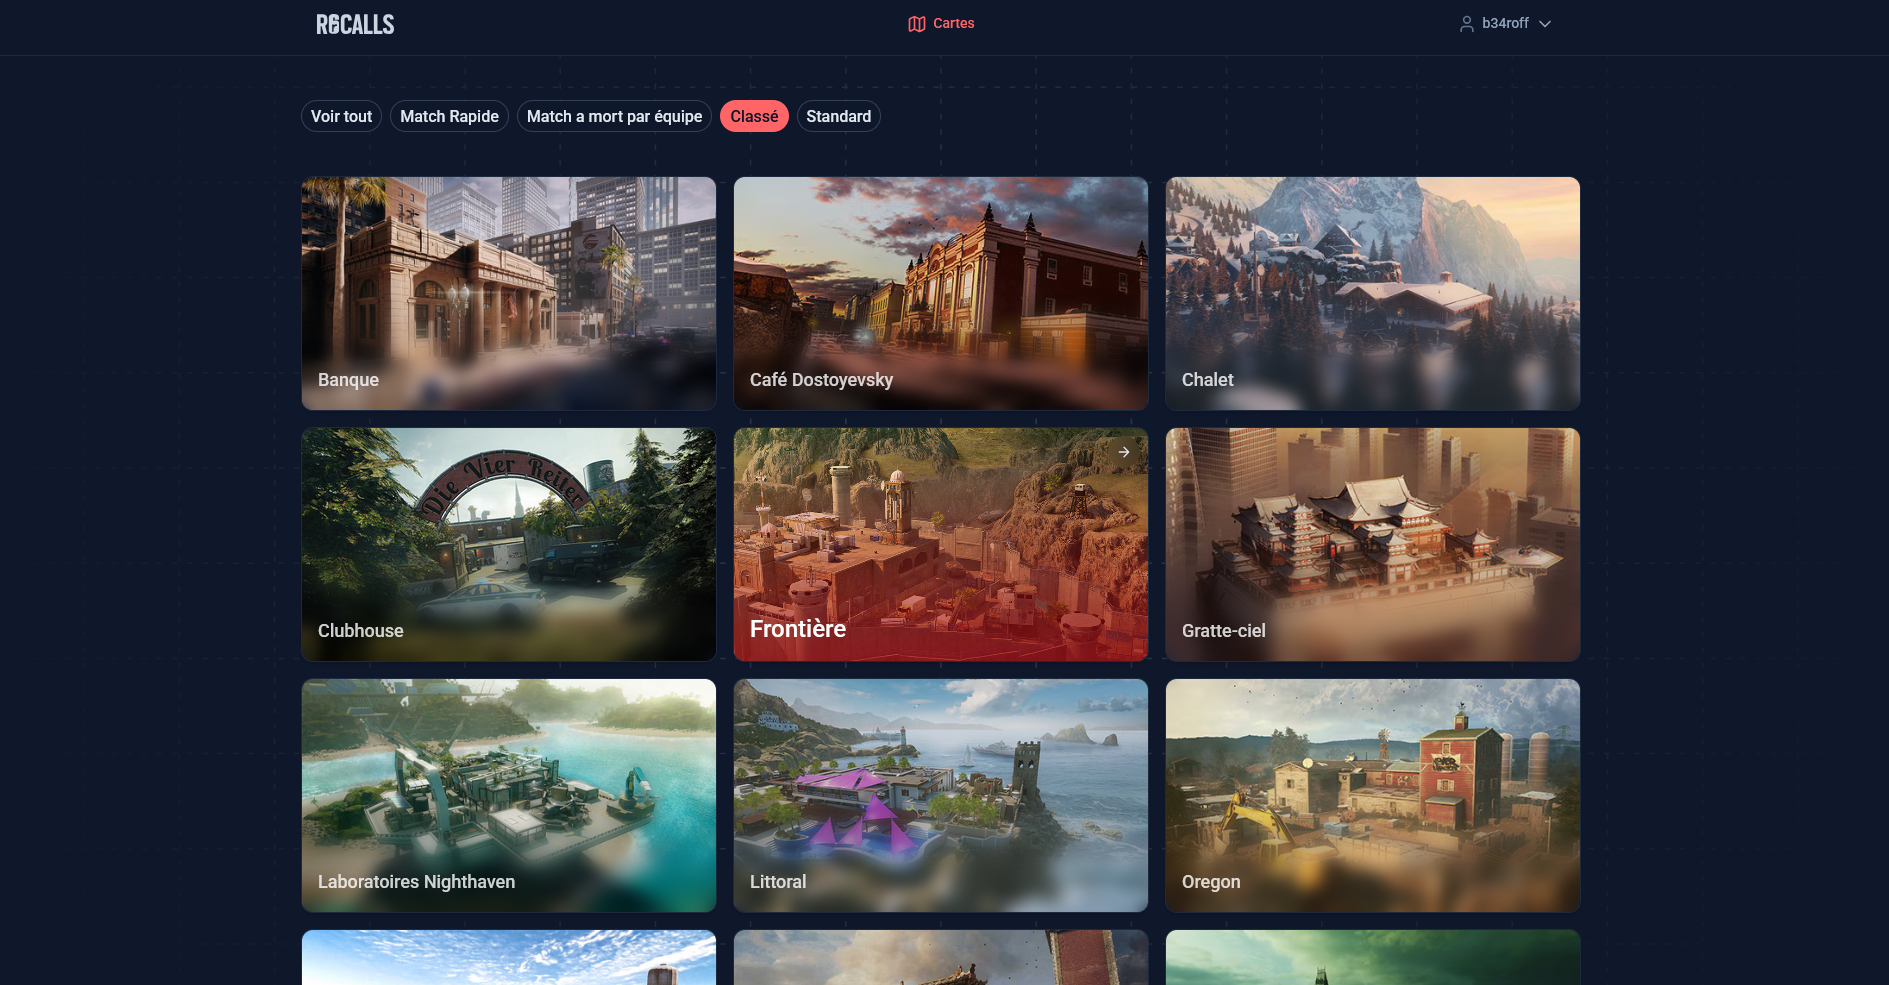 R6CALLS
Cartes
b34roff
Voir tout
Match Rapide
Match a mort par équipe
Classé
Standard
Banque
Café Dostoyevsky
Chalet
Die Vier Reiter
Clubhouse
Frontière
Gratte-ciel
Laboratoires Nighthaven
Littoral
Oregon